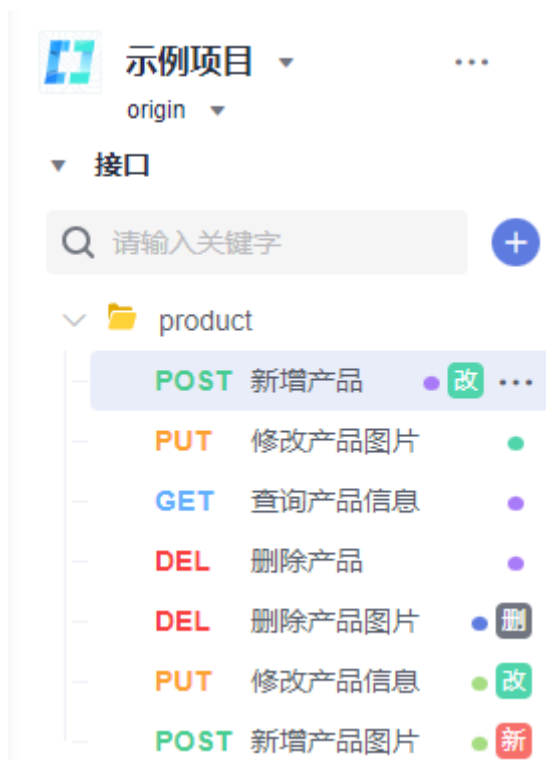 示例项目
origin
接口
请输入关键字
product
POST 新增产品 改
PUT 修改产品图片
GET 查询产品信息
DEL 删除产品
DEL 删除产品图片 删
PUT 修改产品信息 改
POST 新增产品图片 新